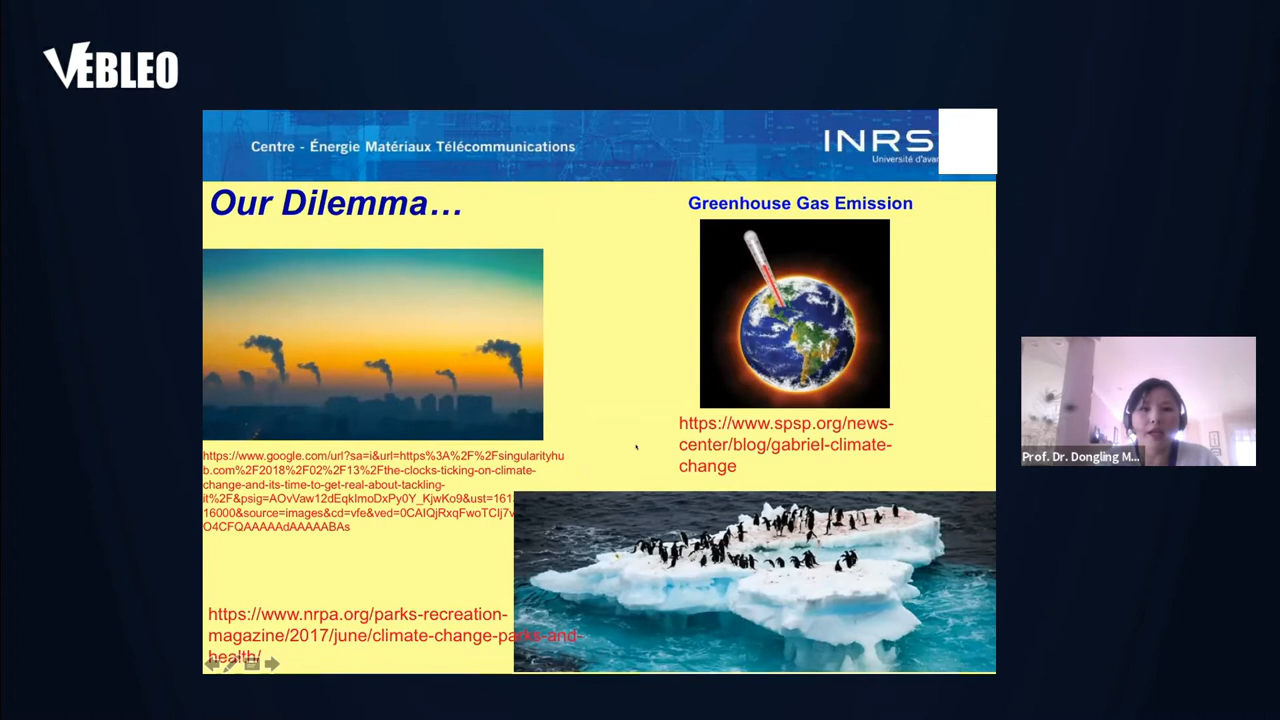 VEBLEO
Centre - Énergie Matériaux Télécommunications
INRS
Université d'avan
Our Dilemma…
Greenhouse Gas Emission
https://www.google.com/url?sa=i&url=https%3A%2F%2Fsingularityhu
b.com%2F2018%2F02%2F13%2Fthe-clocks-ticking-on-climate-
change-and-its-time-to-get-real-about-tackling-
it%2F&psig=AOvVaw12dEqkImoDxPy0Y_KjwKo9&ust=161
16000&source=images&cd=vfe&ved=0CAIQjRxqFwoTCIj7v
O4CFQAAAAAdAAAAABAs
https://www.spsp.org/news-
center/blog/gabriel-climate-
change
https://www.nrpa.org/parks-recreation-
magazine/2017/june/climate-change-parks-and-
health/
Prof. Dr. Dongling M...